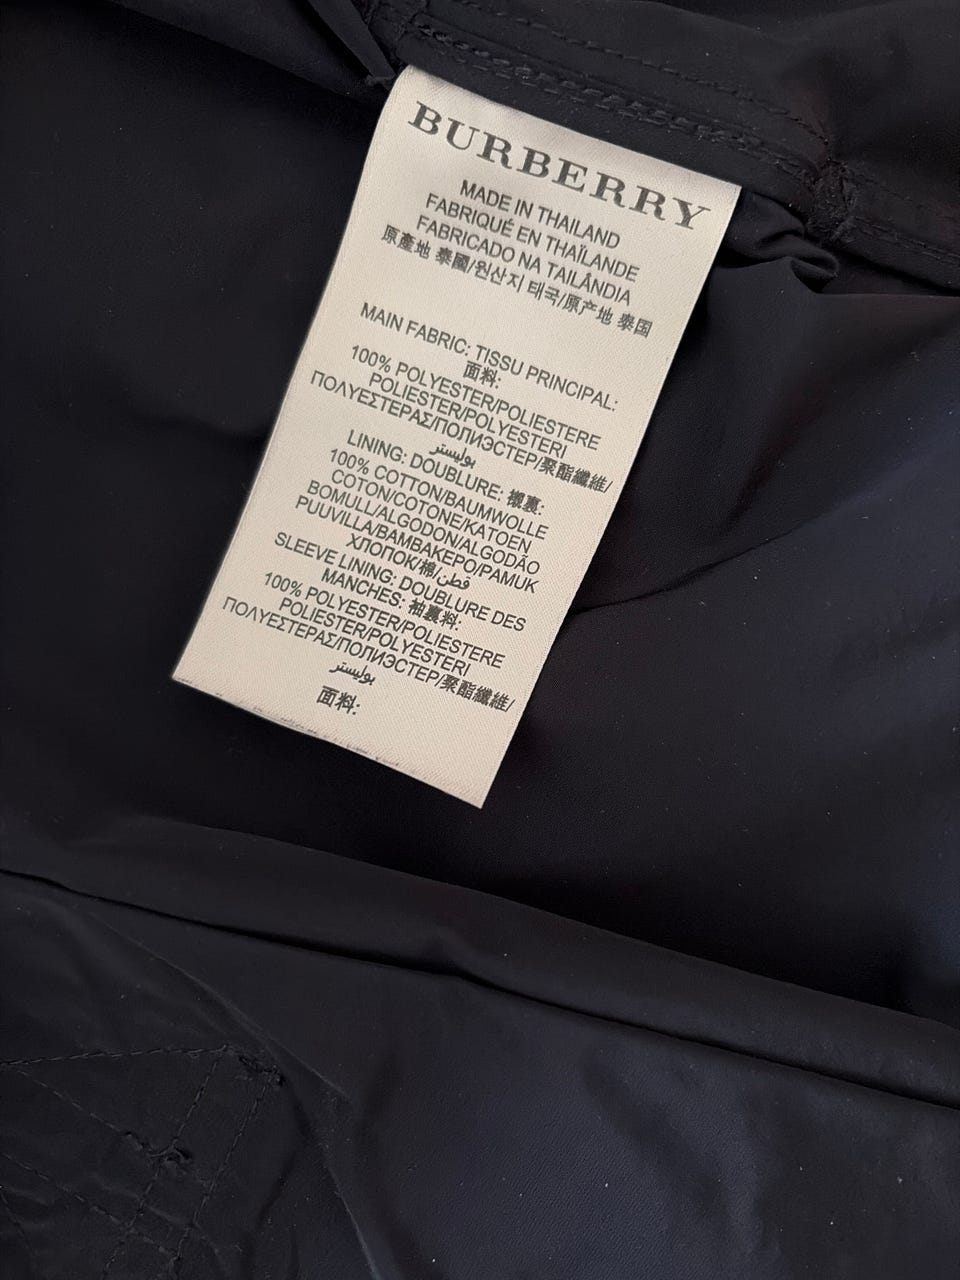 BURBERRY
MADE IN THAILAND
FABRIQUÉ EN THAÏLANDE
FABRICADO NA TAILÂNDIA
原產地 泰國/원산지 태국/原产地 泰国
MAIN FABRIC: TISSU PRINCIPAL:
面料:
100% POLYESTER/POLIESTERE
POLIESTER/POLYESTERI
ΠΟΛΥΕΣΤΕΡΑΣ/ПОЛИЭСТЕР/聚酯纖維/
بوليستر
LINING: DOUBLURE: 襯裏:
100% COTTON/BAUMWOLLE
COTON/COTONE/KATOEN
BOMULL/ALGODON/ALGODÃO
PUUVILLA/ΒΑΜΒΑΚΕΡΟ/PAMUK
ХЛОПОК/棉/قطن
SLEEVE LINING: DOUBLURE DES
MANCHES: 袖裏料:
100% POLYESTER/POLIESTERE
POLIESTER/POLYESTERI
ΠΟΛΥΕΣΤΕΡΑΣ/ПОЛИЭСТЕР/聚酯纖維/
بوليستر
面料: